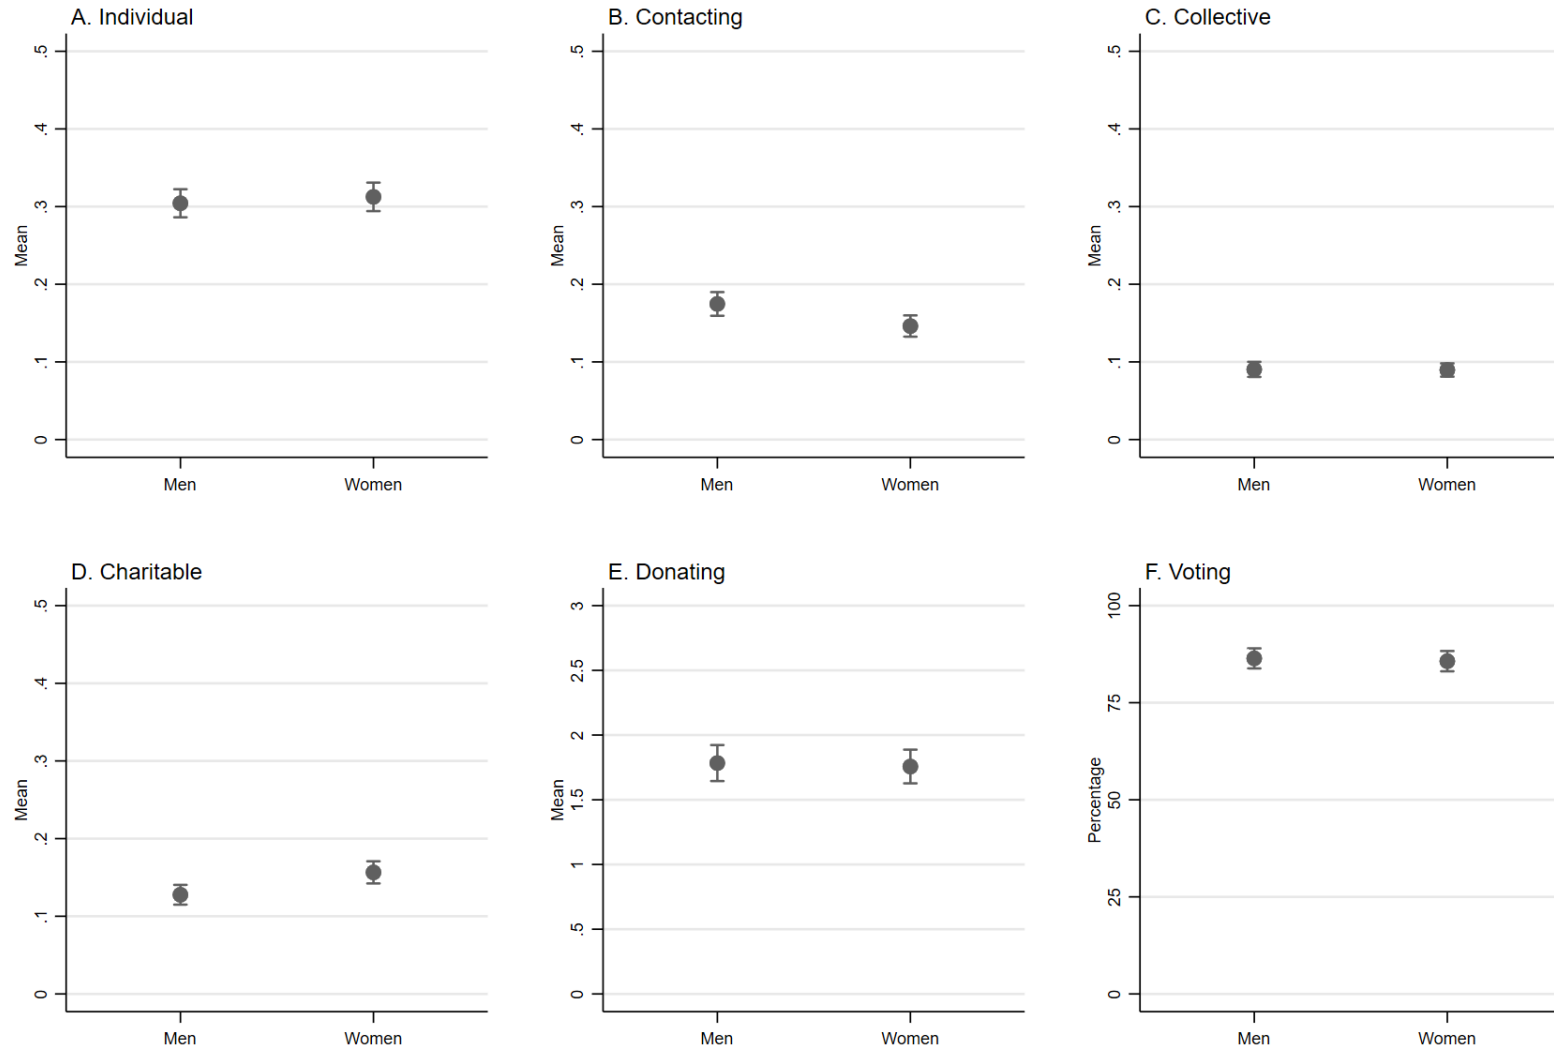 A. Individual
.5
.4
.3
.2
.1
0
Mean
Men Women
B. Contacting
.5
.4
.3
.2
.1
0
Mean
Men Women
C. Collective
.5
.4
.3
.2
.1
0
Mean
Men Women
D. Charitable
.5
.4
.3
.2
.1
0
Mean
Men Women
E. Donating
3
2.5
2
1.5
1
.5
0
Mean
Men Women
F. Voting
100
75
50
25
0
Percentage
Men Women